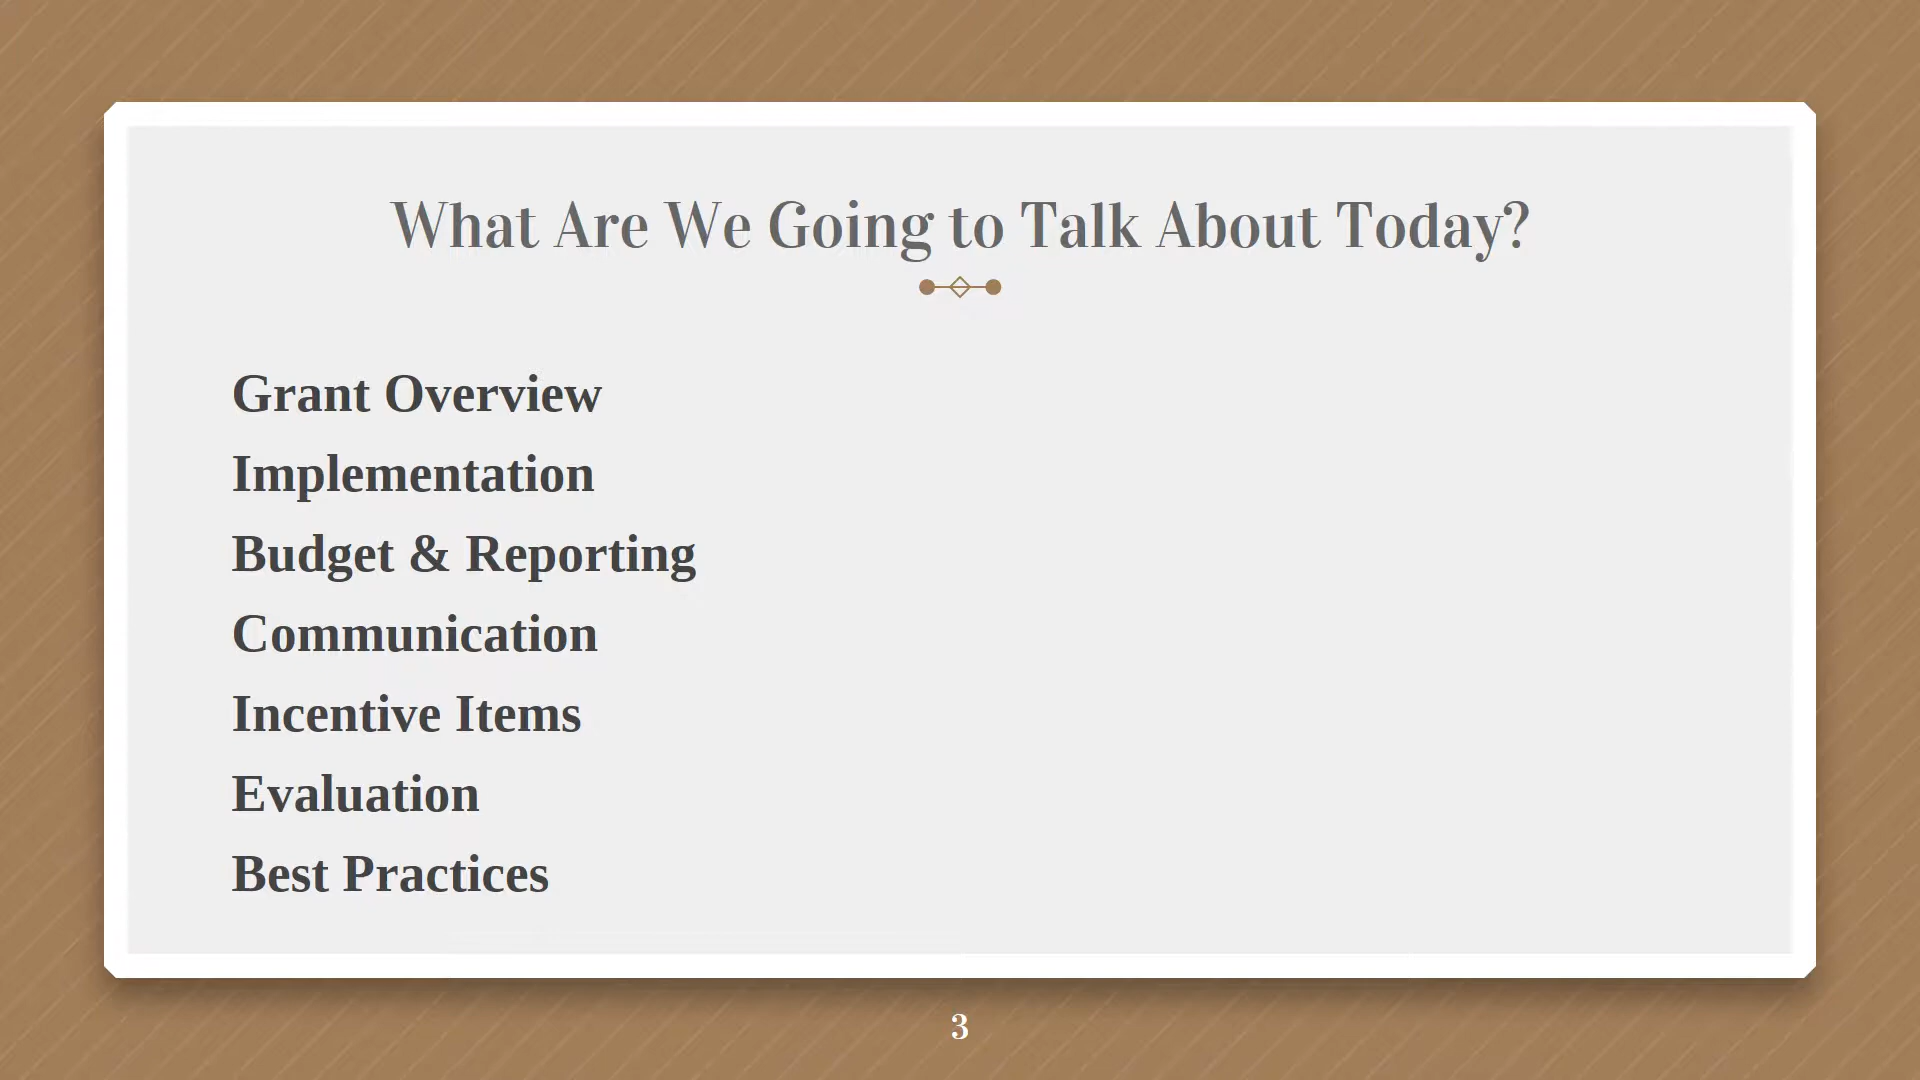 What Are We Going to Talk About Today?
Grant Overview
Implementation
Budget & Reporting
Communication
Incentive Items
Evaluation
Best Practices
3